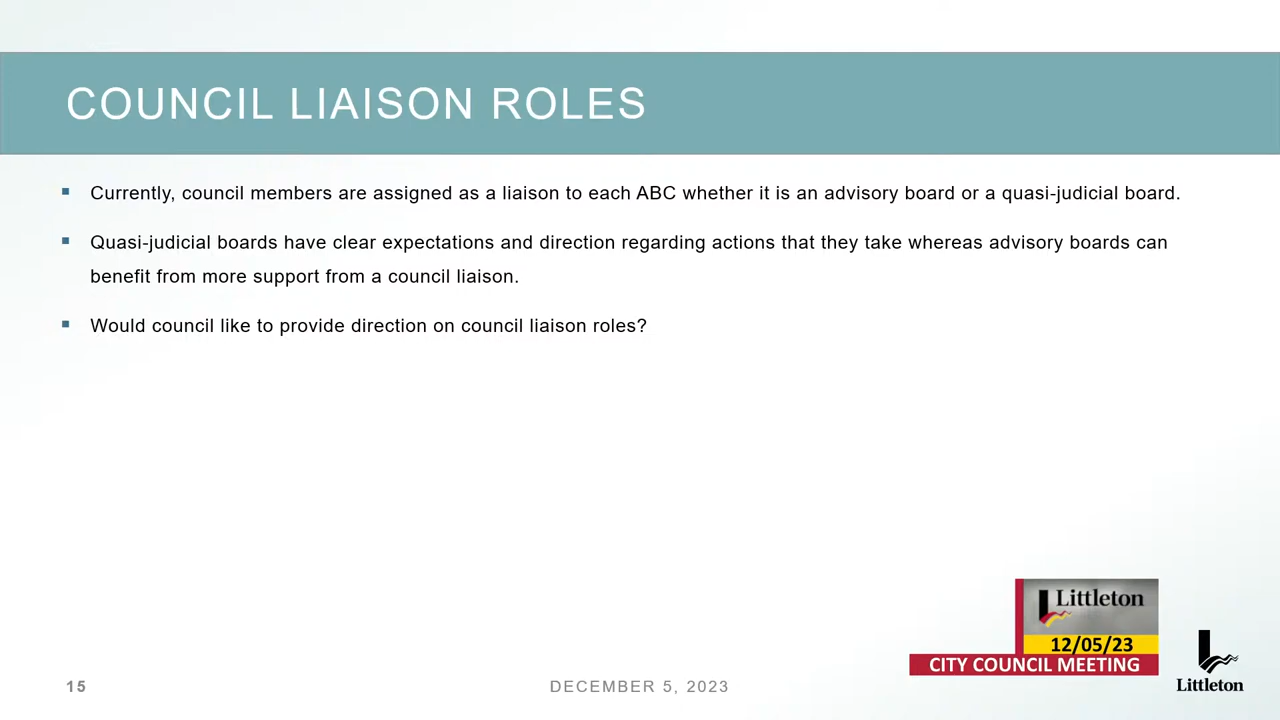 COUNCIL LIAISON ROLES
Currently, council members are assigned as a liaison to each ABC whether it is an advisory board or a quasi-judicial board.
Quasi-judicial boards have clear expectations and direction regarding actions that they take whereas advisory boards can
benefit from more support from a council liaison.
Would council like to provide direction on council liaison roles?
Littleton
12/05/23
CITY COUNCIL MEETING
15
DECEMBER 5, 2023
Littleton